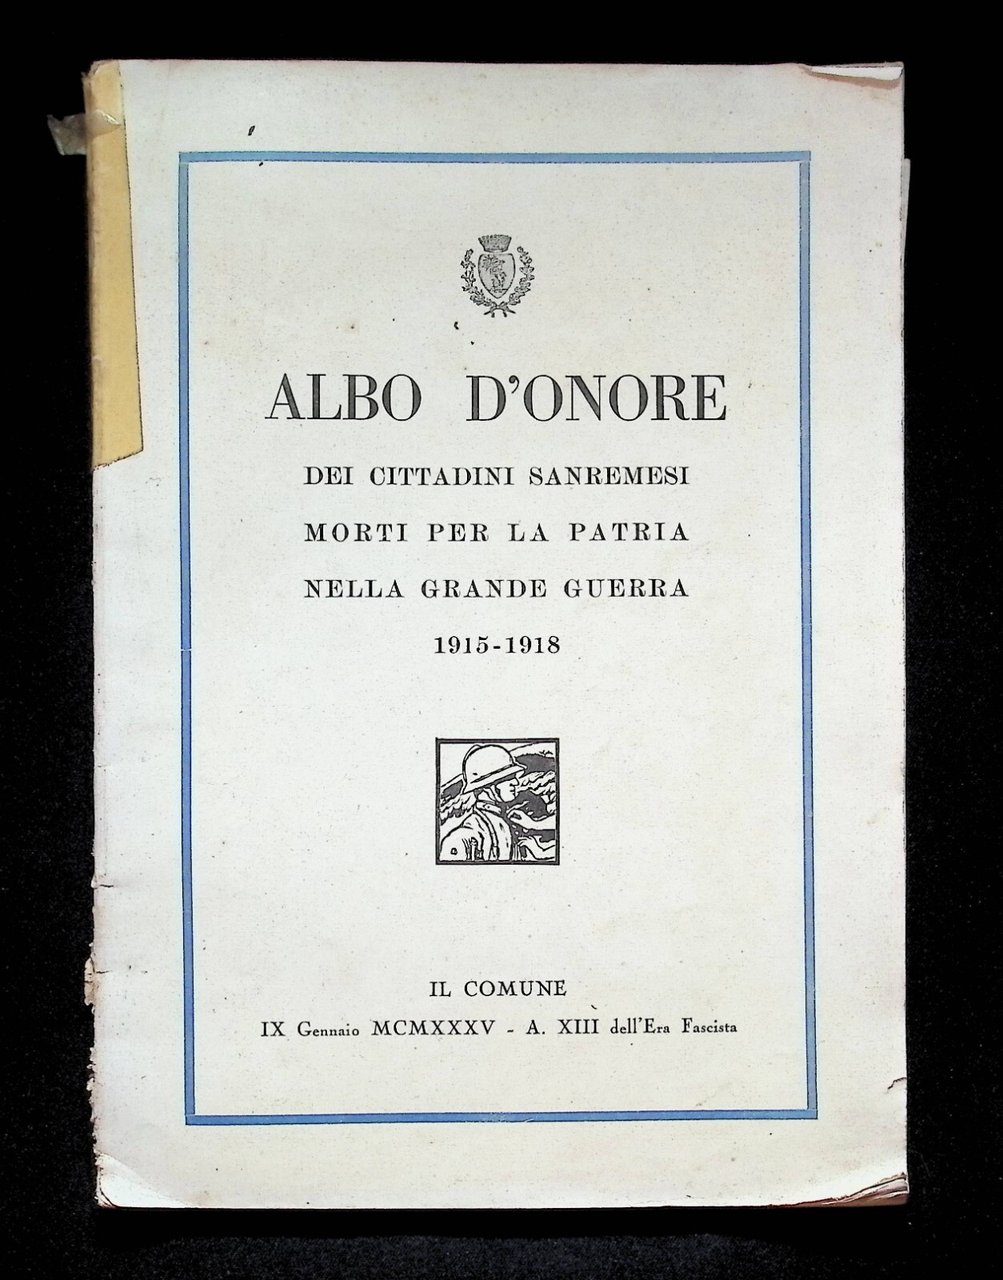 ALBO D'ONORE
DEI CITTADINI SANREMESI
MORTI PER LA PATRIA
NELLA GRANDE GUERRA
1915-1918
IL COMUNE
IX Gennaio MCMXXXV - A. XIII dell'Era Fascista